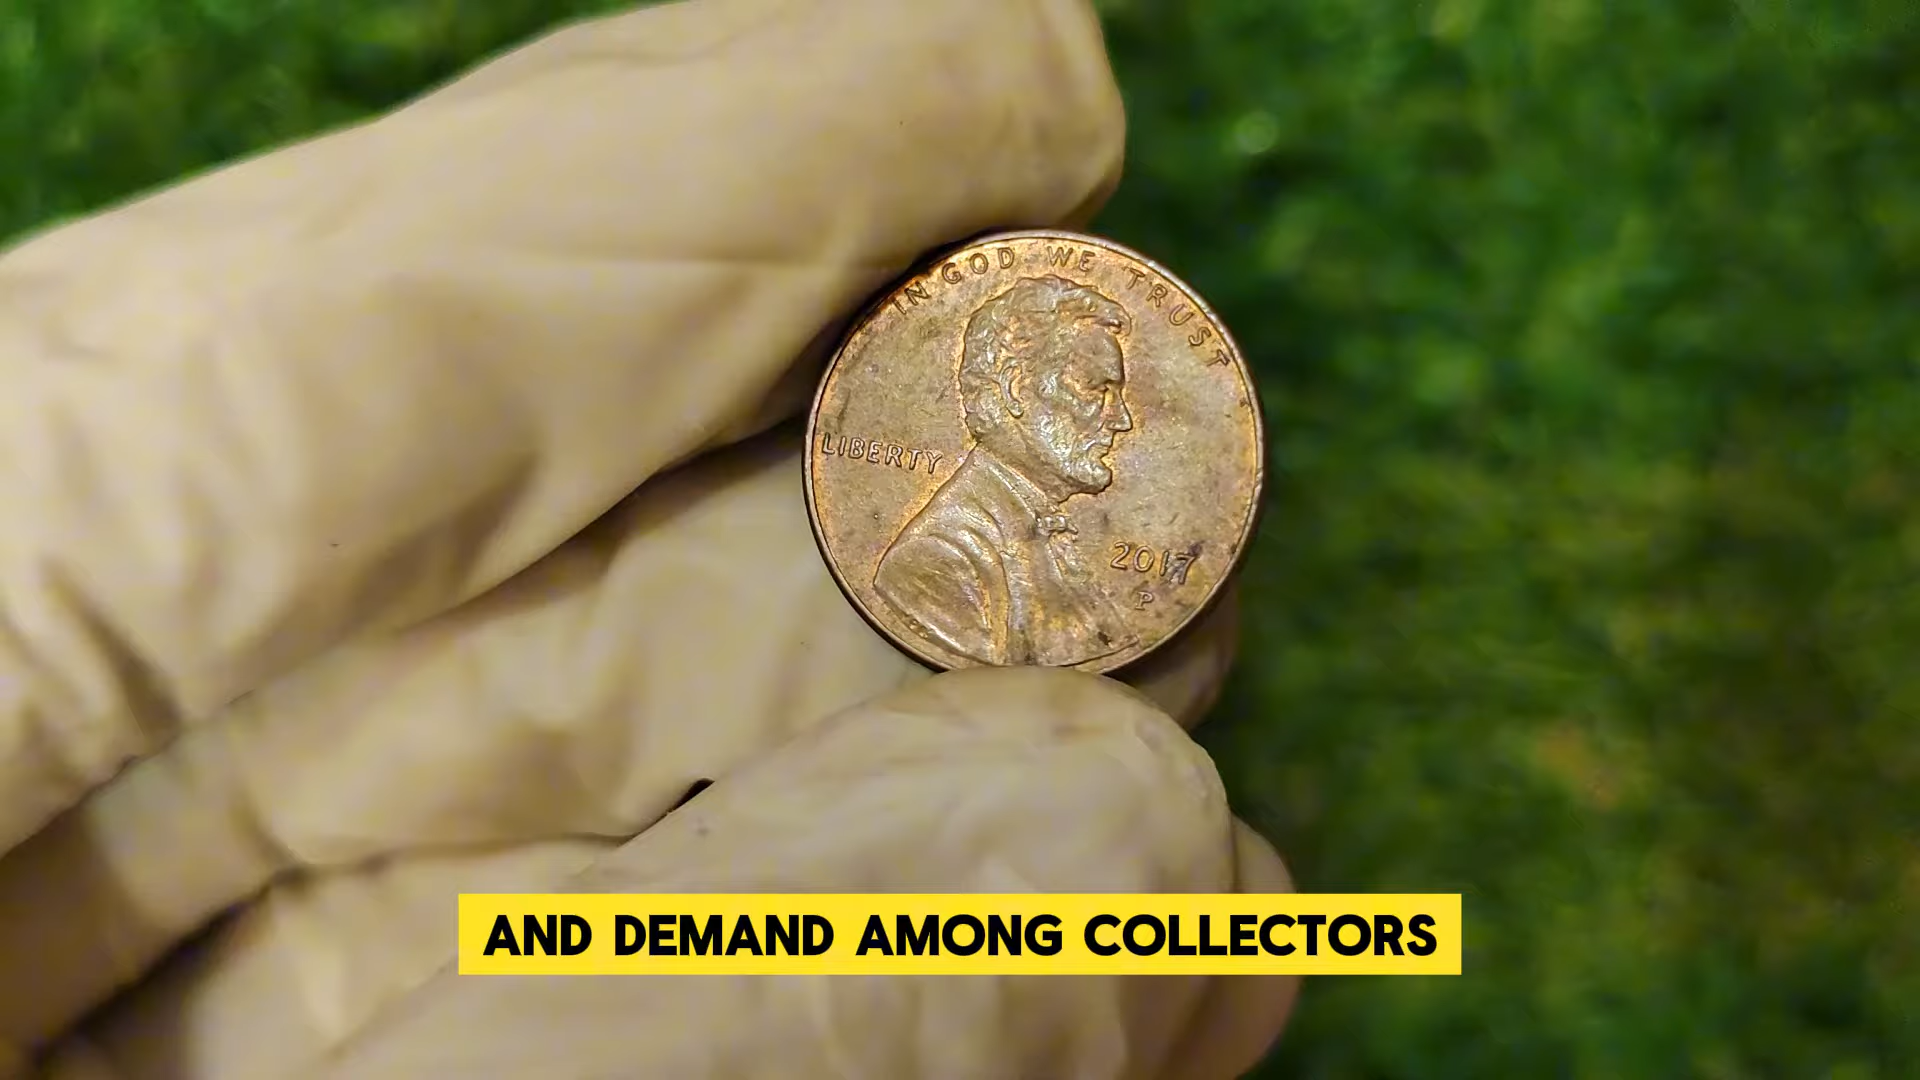 IN GOD WE TRUST
LIBERTY
2017
P
AND DEMAND AMONG COLLECTORS